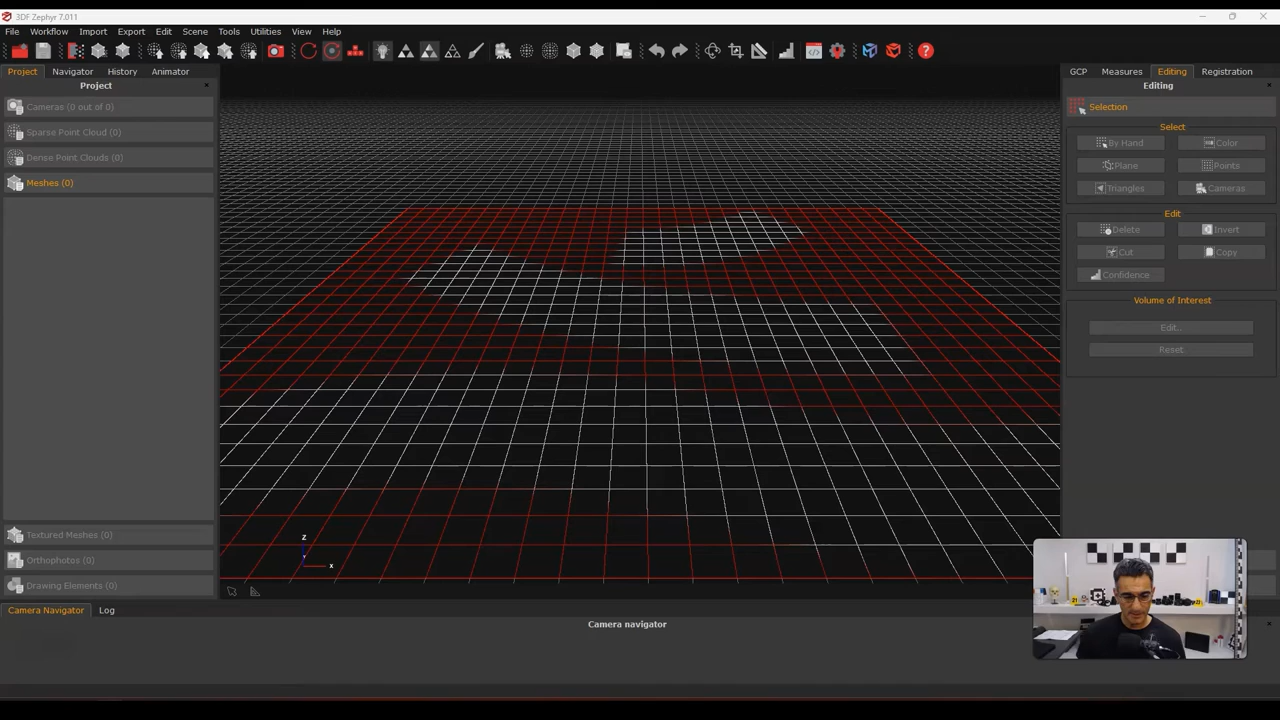 3DF Zephyr 7.011
File Workflow Import Export Edit Scene Tools Utilities View Help
Project Navigator History Animator
GCP Measures Editing Registration
Project
Editing
Cameras (0 out of 0)
Selection
Select
Sparse Point Cloud (0)
By Hand Color
Dense Point Clouds (0)
Plane Points
Meshes (0)
Triangles Cameras
Edit
Delete Invert
Cut Copy
Confidence
Volume of Interest
Edit..
Reset
Textured Meshes (0)
Orthophotos (0)
Drawing Elements (0)
z
x
Camera Navigator Log
Camera navigator